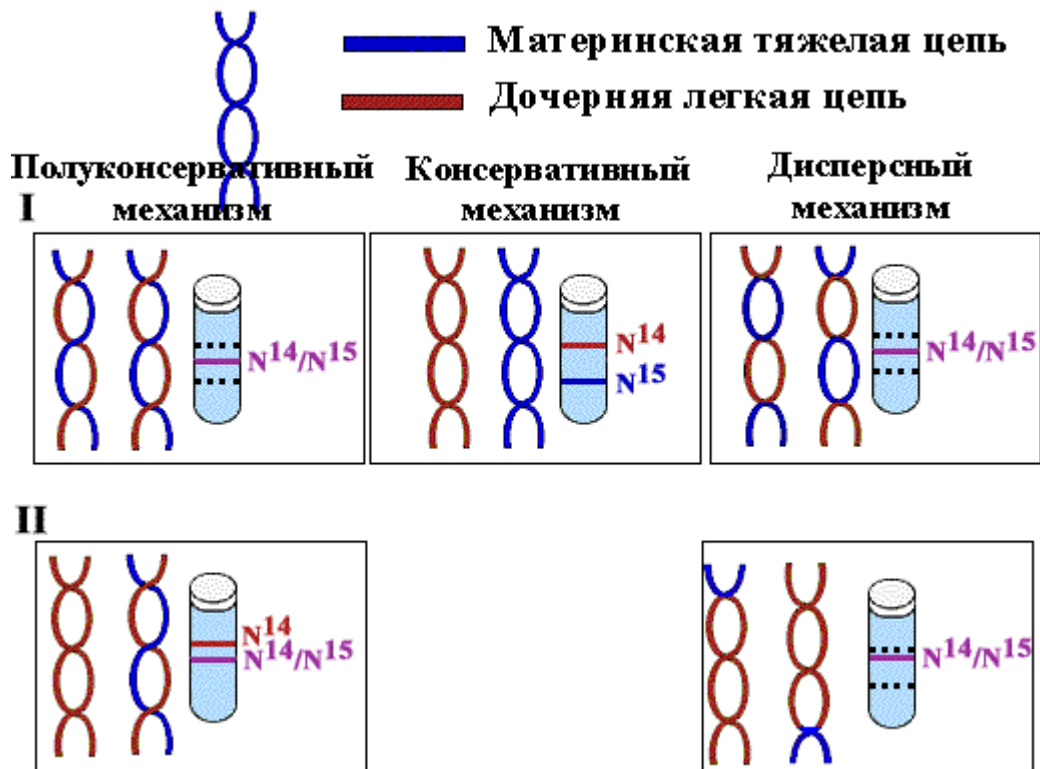 Материнская тяжелая цепь
Дочерняя легкая цепь
Полуконсервативный
механизм
Консервативный
механизм
Дисперсный
механизм
I
N¹⁴/N¹⁵
N¹⁴
N¹⁵
N¹⁴/N¹⁵
II
N¹⁴
N¹⁴/N¹⁵
N¹⁴/N¹⁵